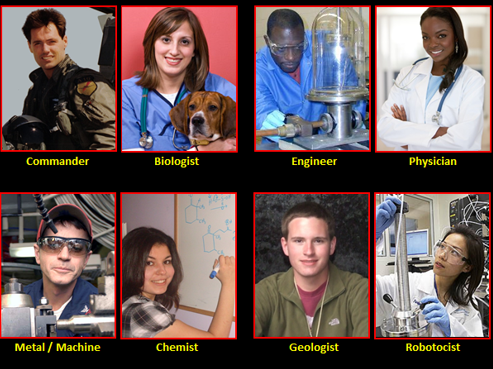 Commander
Biologist
Engineer
Physician
Metal / Machine
Chemist
Geologist
Robotocist